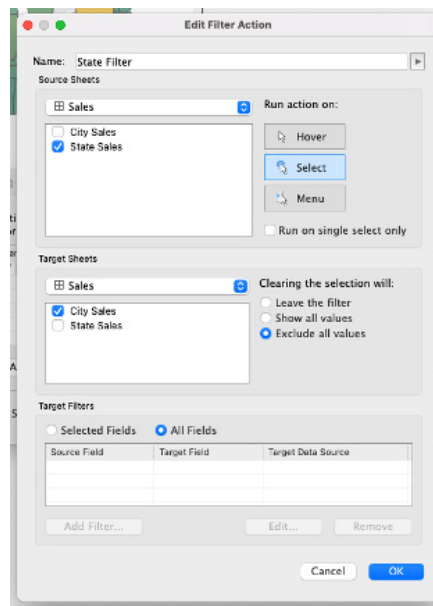 Edit Filter Action
Name: State Filter
Source Sheets
Sales
Run action on:
City Sales
State Sales
Hover
Select
Menu
Run on single select only
Target Sheets
Sales
Clearing the selection will:
City Sales
State Sales
Leave the filter
Show all values
Exclude all values
Target Filters
Selected Fields All Fields
Source Field Target Field Target Data Source
Add Filter... Edit... Remove
Cancel OK